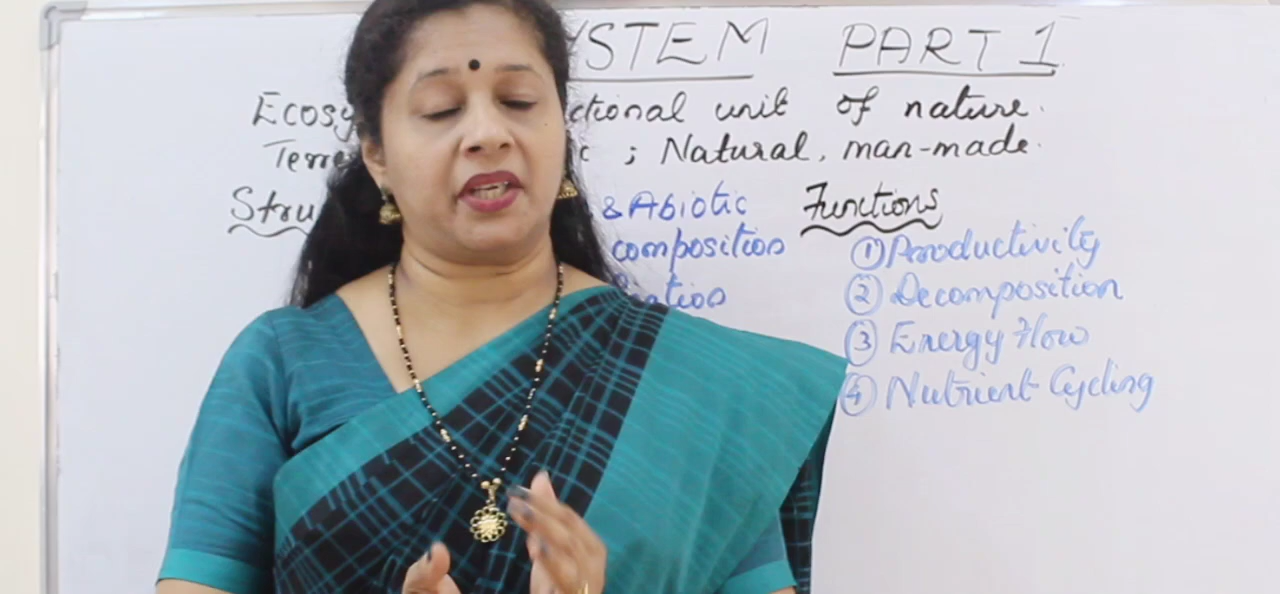 YSTEM PART 1
Ecosy ctional unit of nature.
Terre c ; Natural, man-made.
Stru & Abiotic
composition
Functions
① Productivity
② Decomposition
③ Energy Flow
④ Nutrient Cycling